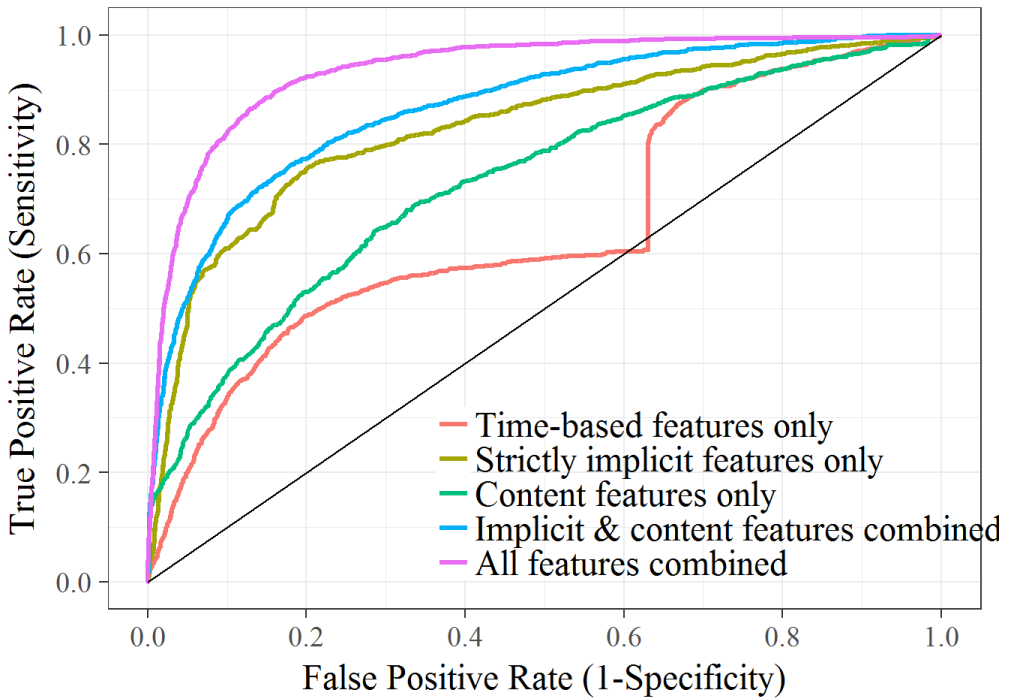 True Positive Rate (Sensitivity)
1.0
0.8
0.6
0.4
0.2
0.0
Time-based features only
Strictly implicit features only
Content features only
Implicit & content features combined
All features combined
0.0 0.2 0.4 0.6 0.8 1.0
False Positive Rate (1-Specificity)